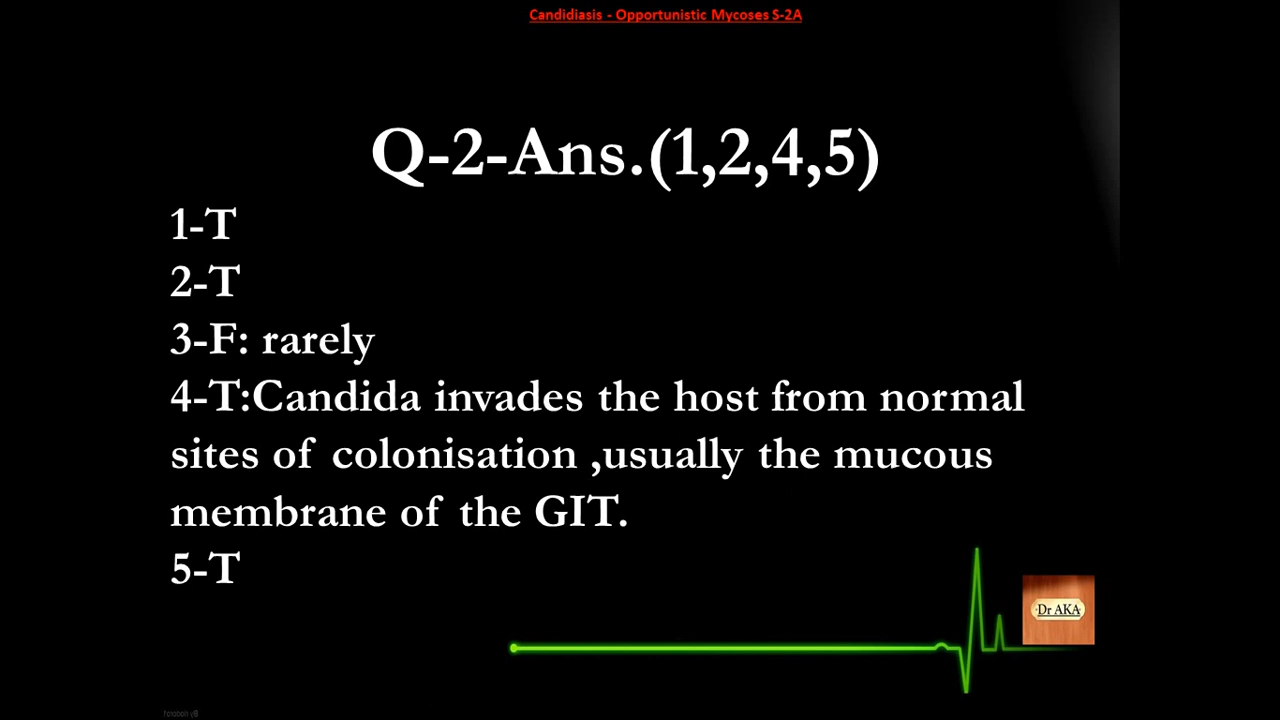 Candidiasis - Opportunistic Mycoses S-2A
Q-2-Ans.(1,2,4,5)
1-T
2-T
3-F: rarely
4-T:Candida invades the host from normal
sites of colonisation ,usually the mucous
membrane of the GIT.
5-T
Dr AKA